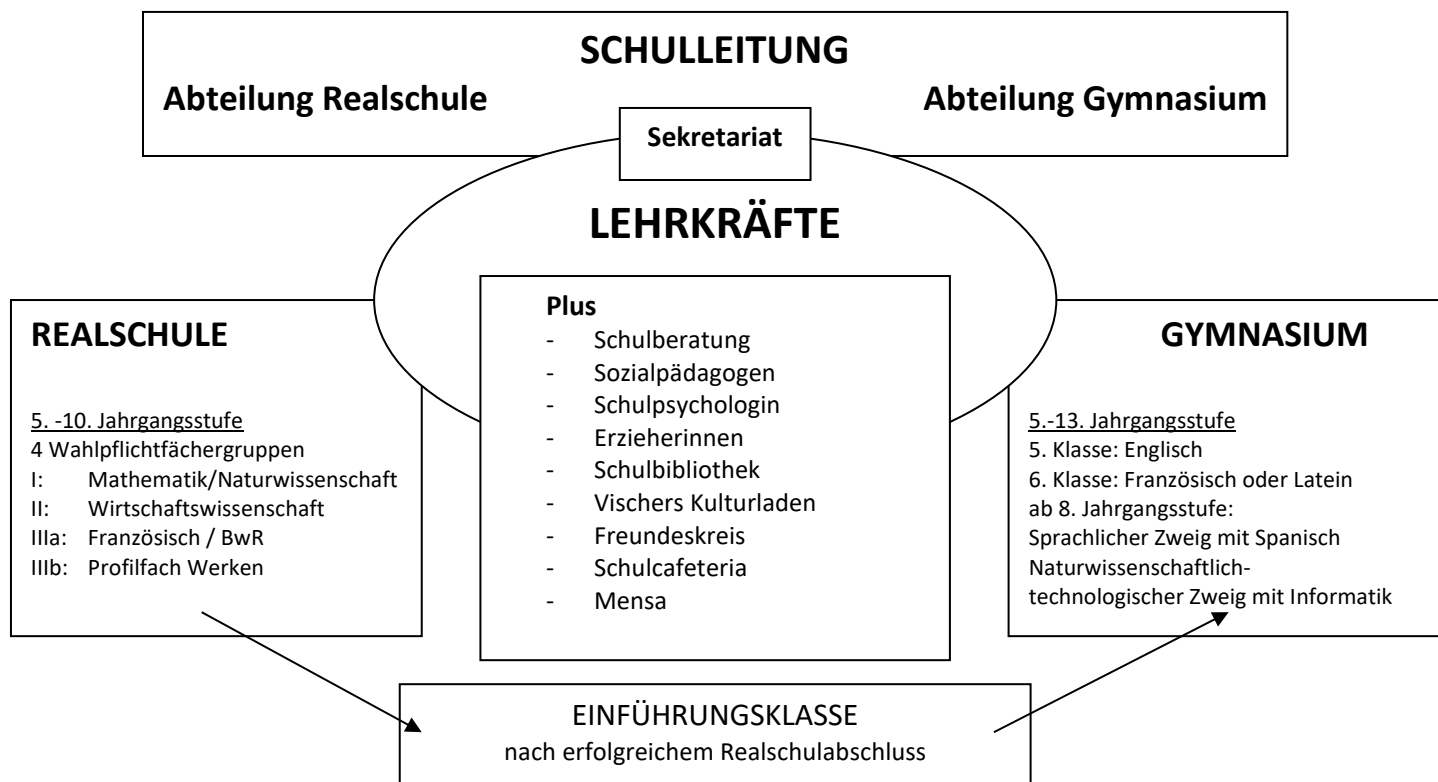 SCHULLEITUNG
Abteilung Realschule
Abteilung Gymnasium
Sekretariat
LEHRKRÄFTE
Plus
- Schulberatung
- Sozialpädagogen
- Schulpsychologin
- Erzieherinnen
- Schulbibliothek
- Vischers Kulturladen
- Freundeskreis
- Schulcafeteria
- Mensa
REALSCHULE
5. -10. Jahrgangsstufe
4 Wahlpflichtfächergruppen
I: Mathematik/Naturwissenschaft
II: Wirtschaftswissenschaft
IIIa: Französisch / BwR
IIIb: Profilfach Werken
GYMNASIUM
5.-13. Jahrgangsstufe
5. Klasse: Englisch
6. Klasse: Französisch oder Latein
ab 8. Jahrgangsstufe:
Sprachlicher Zweig mit Spanisch
Naturwissenschaftlich-
technologischer Zweig mit Informatik
EINFÜHRUNGSKLASSE
nach erfolgreichem Realschulabschluss